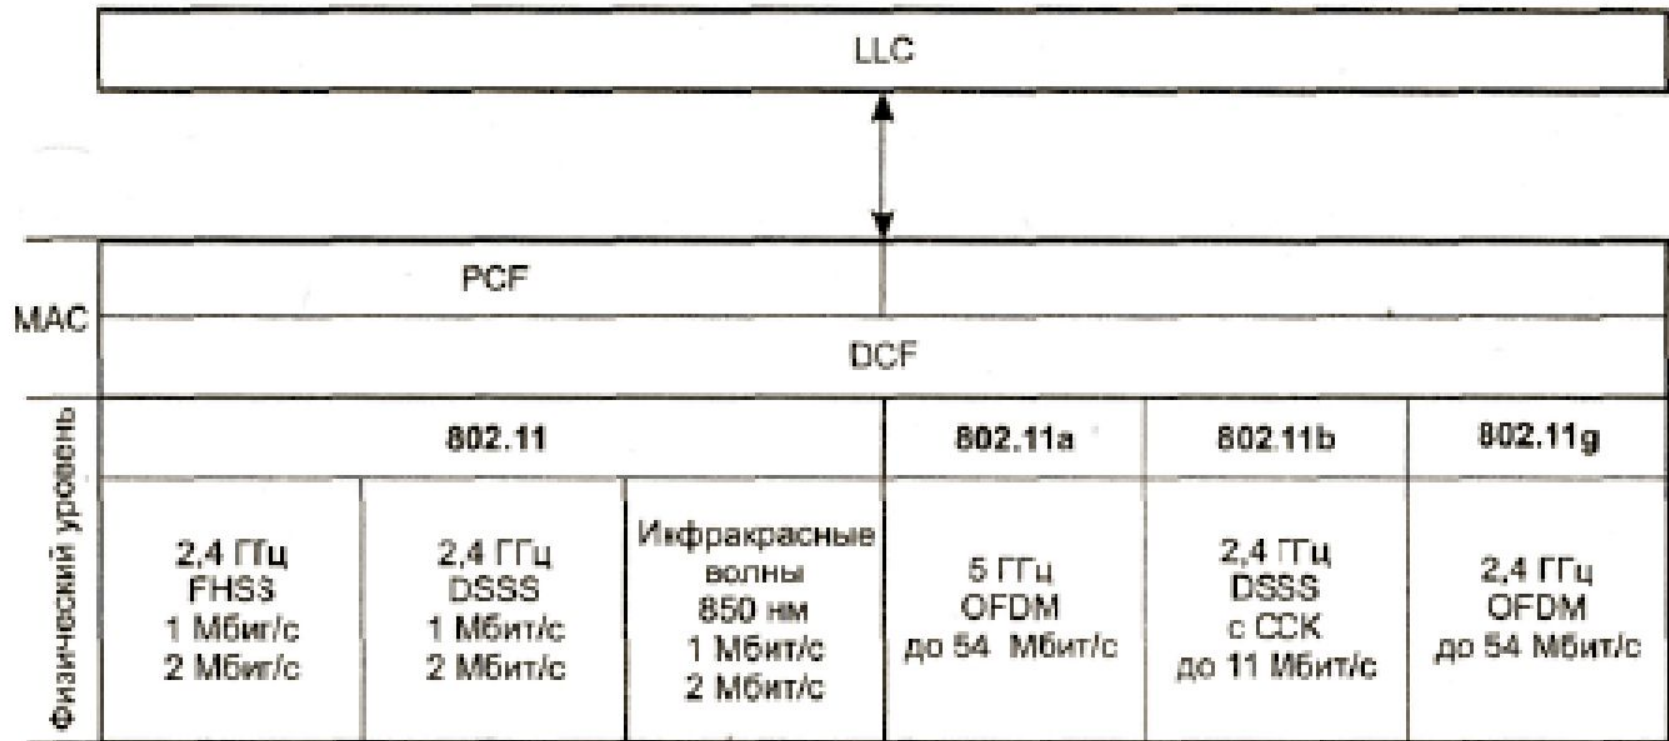 LLC
PCF
MAC
DCF
Физический уровень
802.11
802.11a
802.11b
802.11g
2,4 ГГц
FHSS
1 Мбит/с
2 Мбит/с
2,4 ГГц
DSSS
1 Мбит/с
2 Мбит/с
Инфракрасные
волны
850 нм
1 Мбит/с
2 Мбит/с
5 ГГц
OFDM
до 54 Мбит/с
2,4 ГГц
DSSS
с CCK
до 11 Мбит/с
2,4 ГГц
OFDM
до 54 Мбит/с